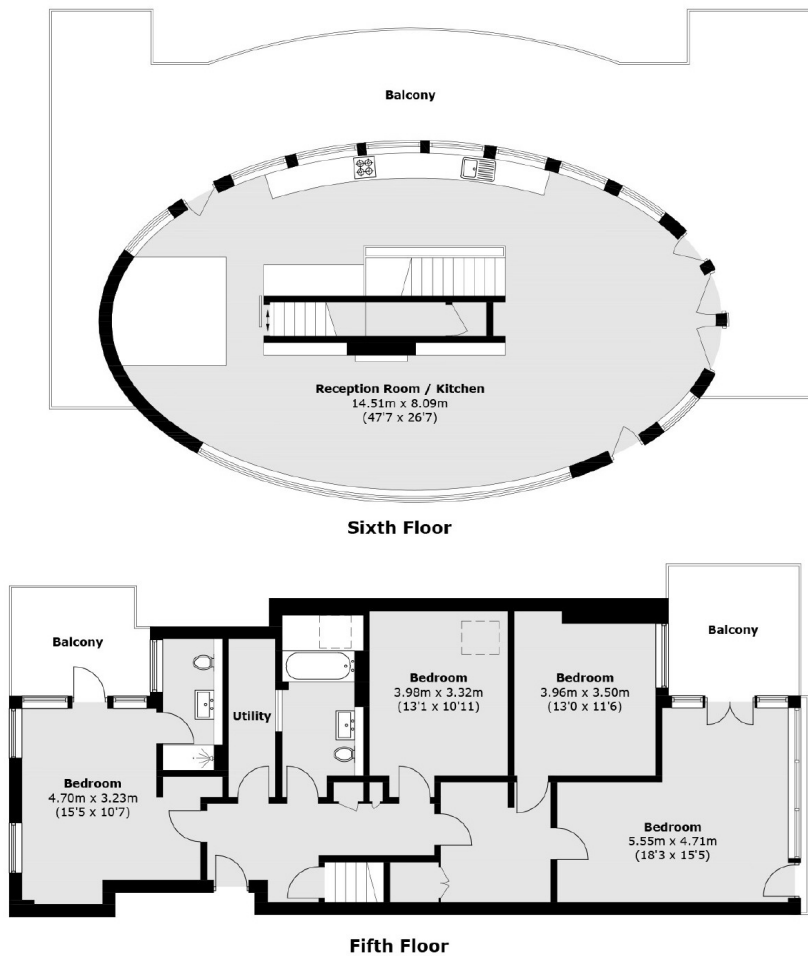 Balcony
Reception Room / Kitchen
14.51m x 8.09m
(47'7 x 26'7)
Sixth Floor
Balcony
Utility
Bedroom
3.98m x 3.32m
(13'1 x 10'11)
Bedroom
3.96m x 3.50m
(13'0 x 11'6)
Balcony
Bedroom
4.70m x 3.23m
(15'5 x 10'7)
Bedroom
5.55m x 4.71m
(18'3 x 15'5)
Fifth Floor